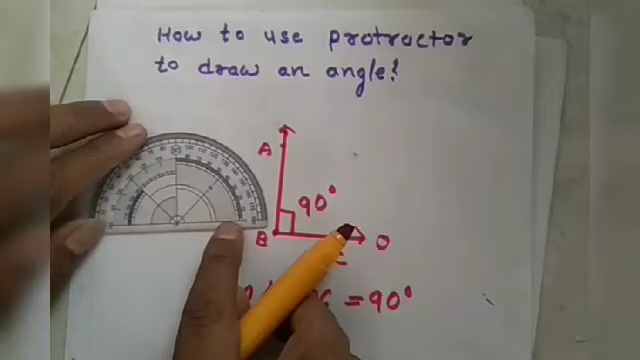 How to use protractor
to draw an angle?
A
90°
B
O
= 90°